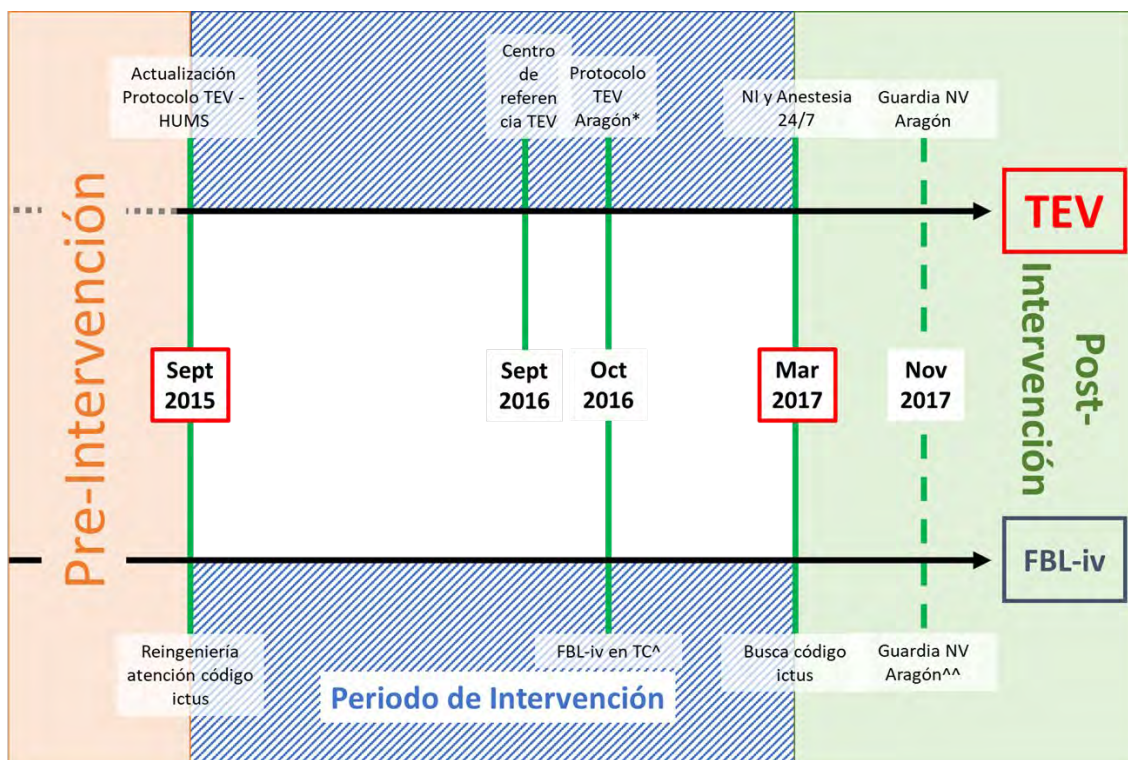 Actualización
Protocolo TEV -
HUMS
Centro
de
referen
cia TEV
Protocolo
TEV
Aragón*
NI y Anestesia
24/7
Guardia NV
Aragón
Pre-Intervención
TEV
Post-
Intervención
Sept
2015
Sept
2016
Oct
2016
Mar
2017
Nov
2017
FBL-iv
Reingeniería
atención código
ictus
FBL-iv en TC^
Busca código
ictus
Guardia NV
Aragón^^
Periodo de Intervención